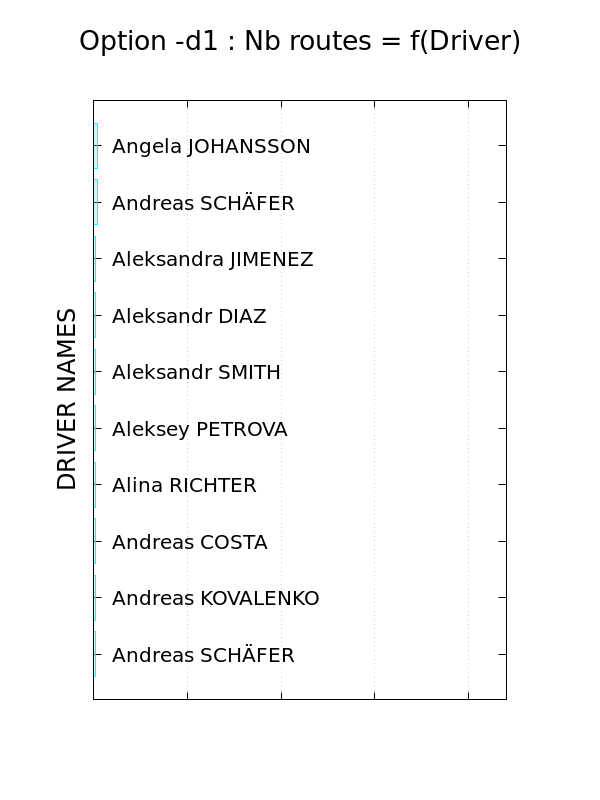 Option -d1 : Nb routes = f(Driver)
DRIVER NAMES
Angela JOHANSSON
Andreas SCHÄFER
Aleksandra JIMENEZ
Aleksandr DIAZ
Aleksandr SMITH
Aleksey PETROVA
Alina RICHTER
Andreas COSTA
Andreas KOVALENKO
Andreas SCHÄFER